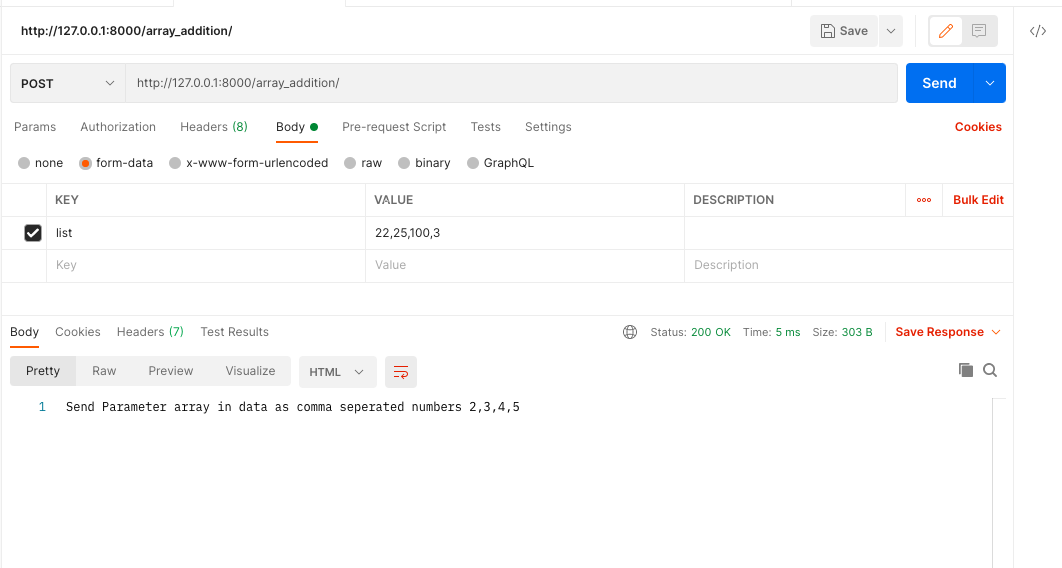 http://127.0.0.1:8000/array_addition/ Save </>
POST http://127.0.0.1:8000/array_addition/ Send
Params Authorization Headers (8) Body Pre-request Script Tests Settings Cookies
none form-data x-www-form-urlencoded raw binary GraphQL
KEY VALUE DESCRIPTION ooo Bulk Edit
list 22,25,100,3
Key Value Description
Body Cookies Headers (7) Test Results Status: 200 OK Time: 5 ms Size: 303 B Save Response
Pretty Raw Preview Visualize HTML
1 Send Parameter array in data as comma seperated numbers 2,3,4,5